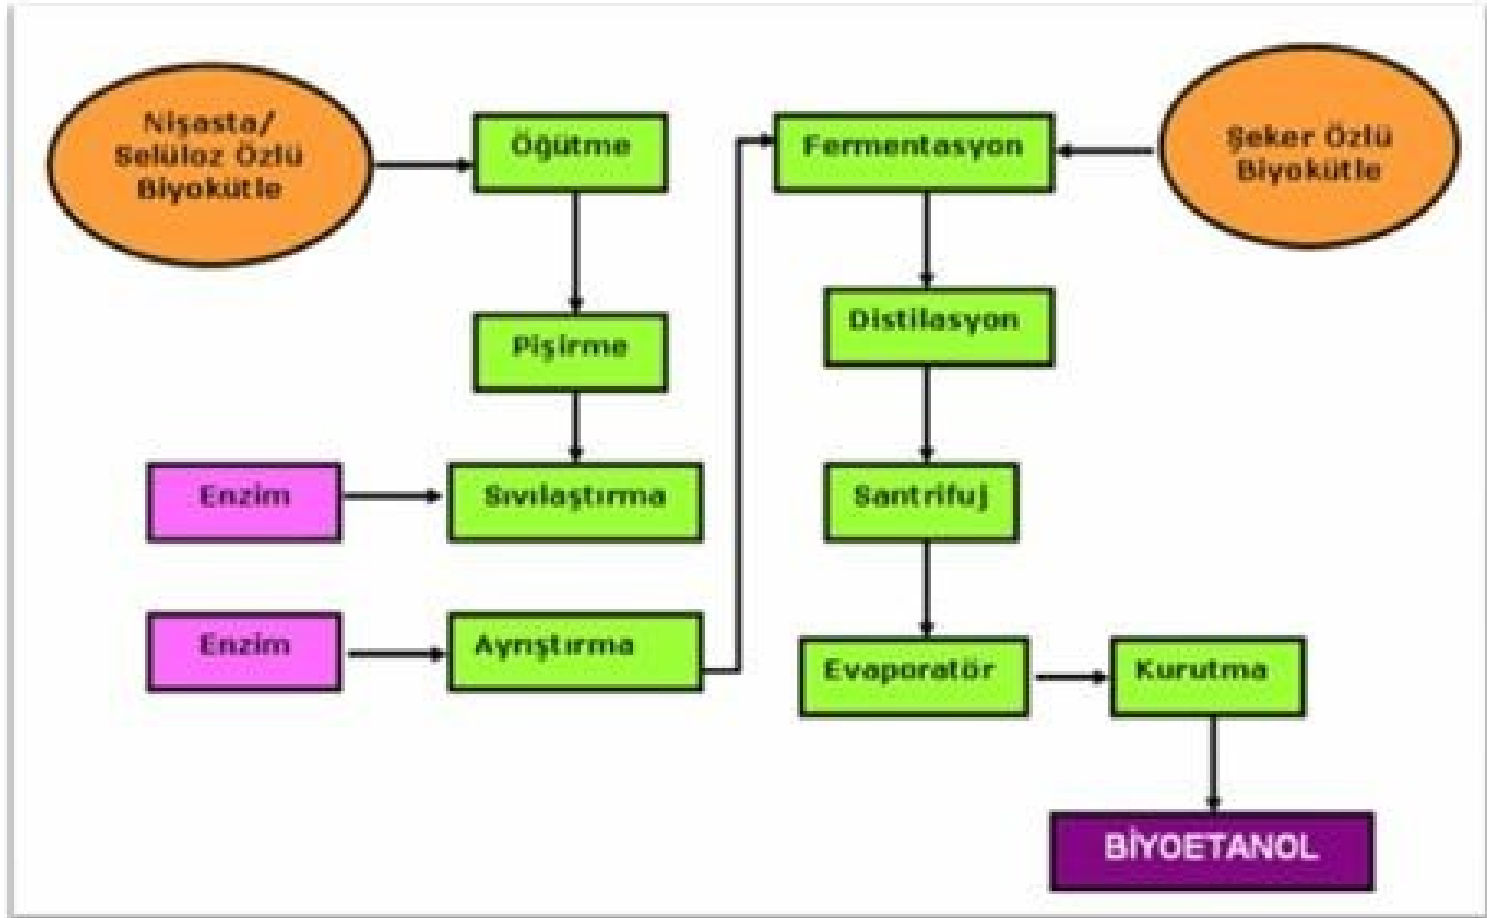 Nişasta/
Selüloz Özlü
Biyokütle
Öğütme
Pişirme
Enzim
Sıvılaştırma
Enzim
Ayrıştırma
Fermentasyon
Şeker Özlü
Biyokütle
Distilasyon
Santrifuj
Evaporatör
Kurutma
BİYOETANOL